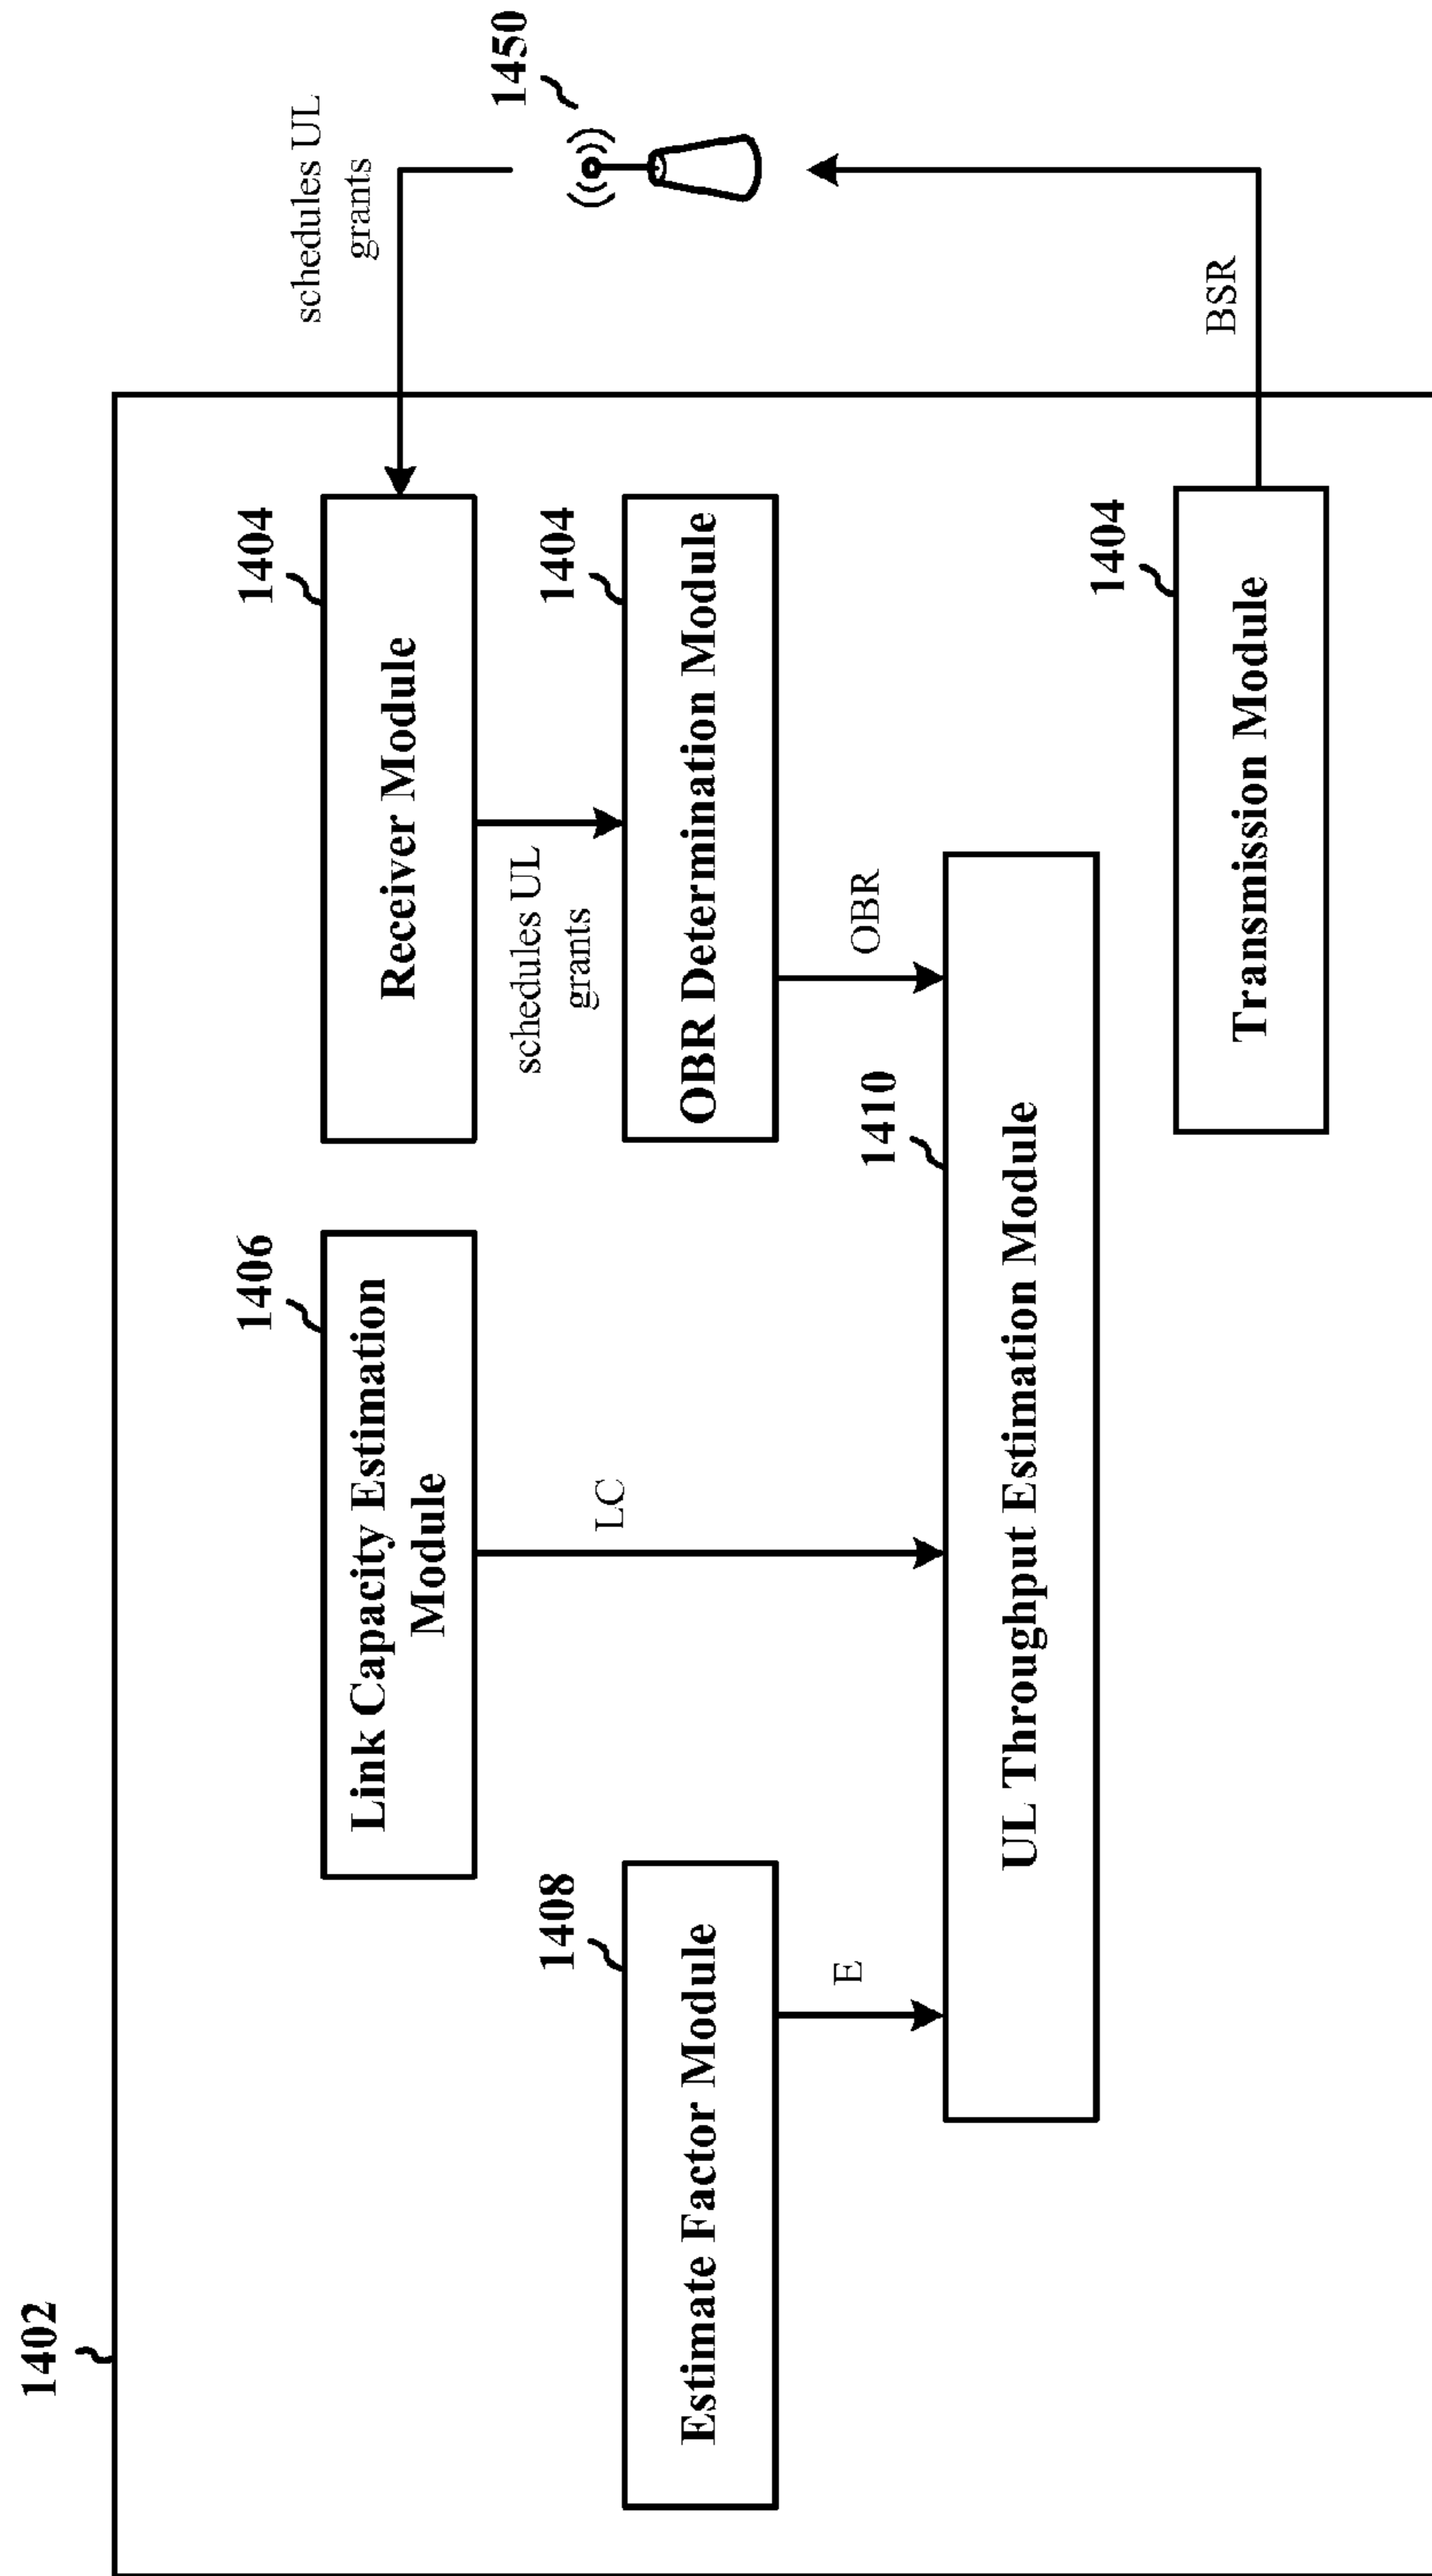 1402
1450
schedules UL
grants
1406
Link Capacity Estimation
Module
1404
Receiver Module
schedules UL
grants
1408
Estimate Factor Module
LC
1404
OBR Determination Module
E
OBR
1410
UL Throughput Estimation Module
1404
Transmission Module
BSR